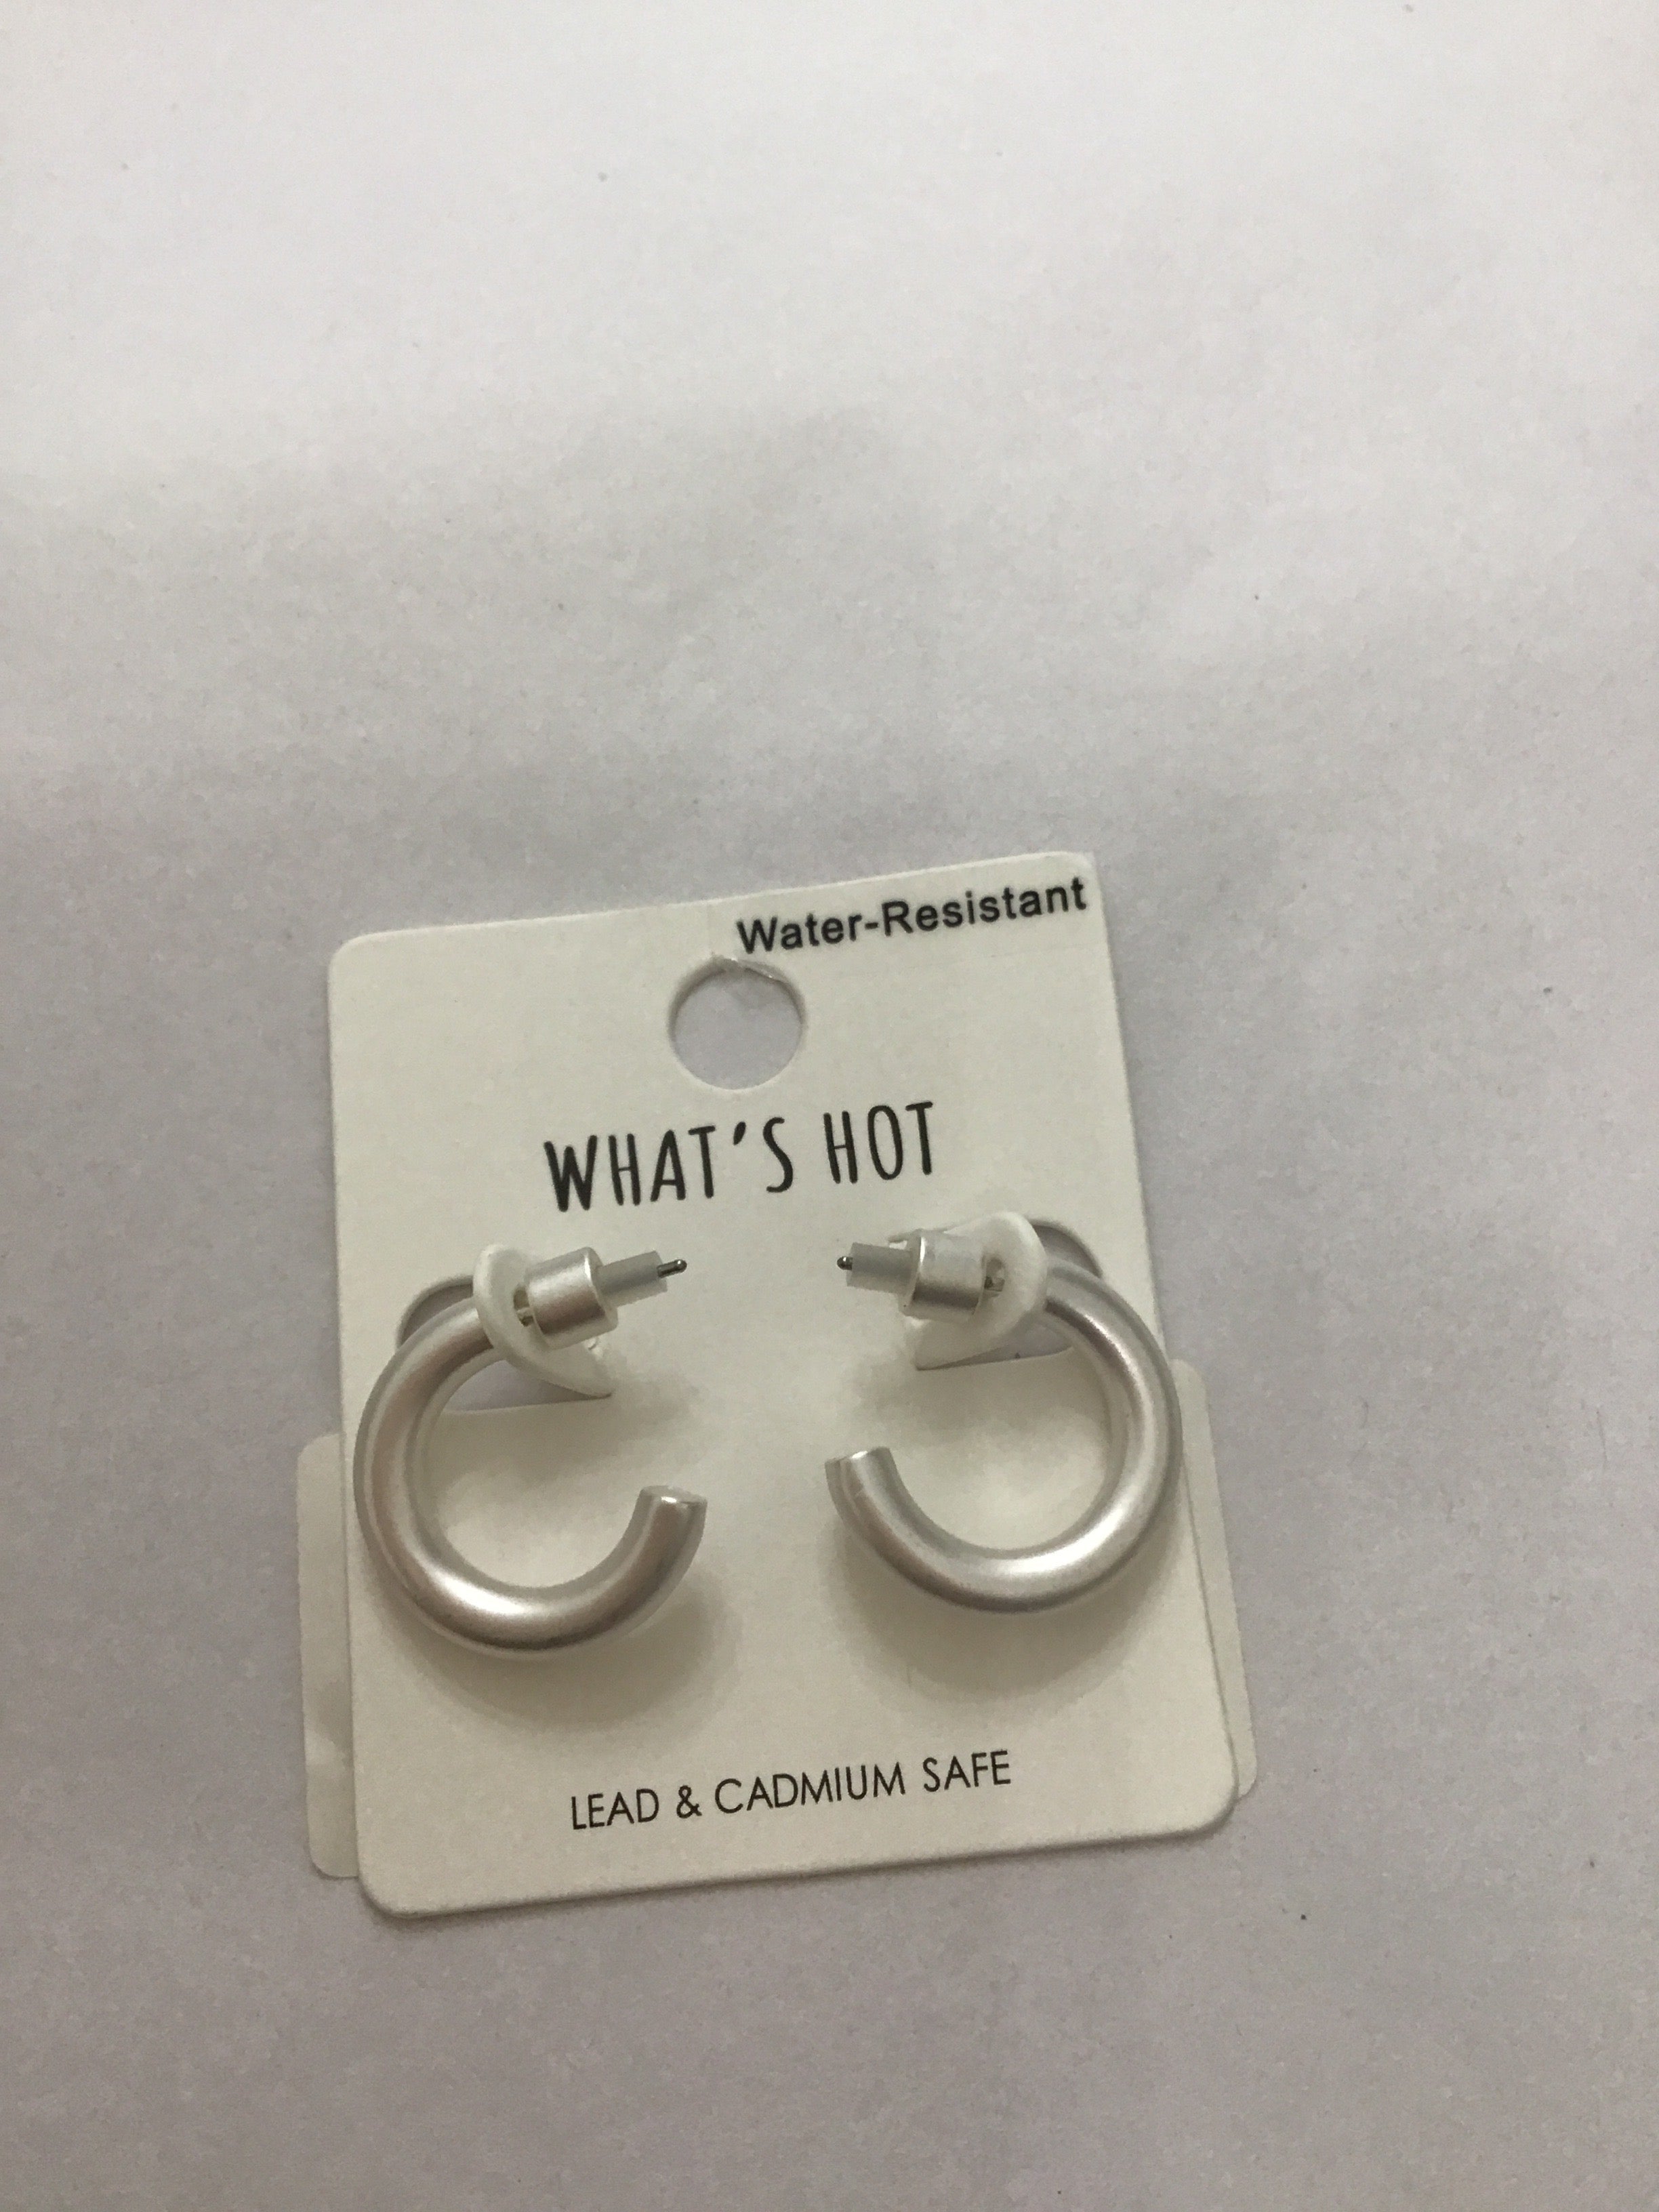 Water-Resistant
WHAT'S HOT
LEAD & CADMIUM SAFE